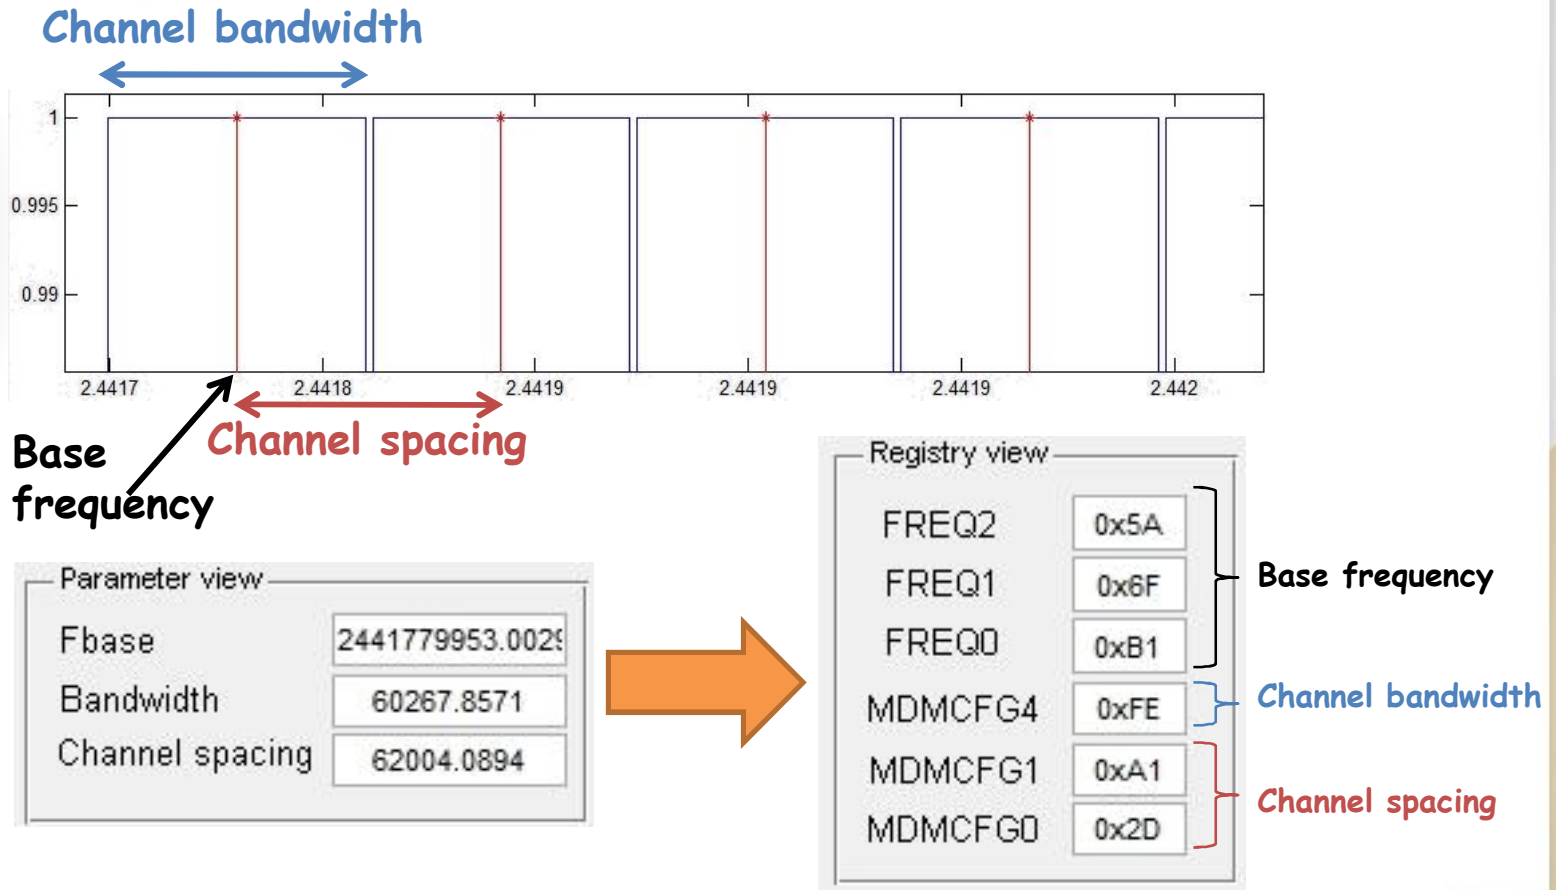 Channel bandwidth
1
0.995
0.99
2.4417 2.4418 2.4419 2.4419 2.4419 2.442
Base
frequency
Channel spacing
Parameter view
Fbase 2441779953.0029
Bandwidth 60267.8571
Channel spacing 62004.0894
Registry view
FREQ2 0x5A
FREQ1 0x6F
FREQ0 0xB1
MDMCFG4 0xFE
MDMCFG1 0xA1
MDMCFG0 0x2D
Base frequency
Channel bandwidth
Channel spacing